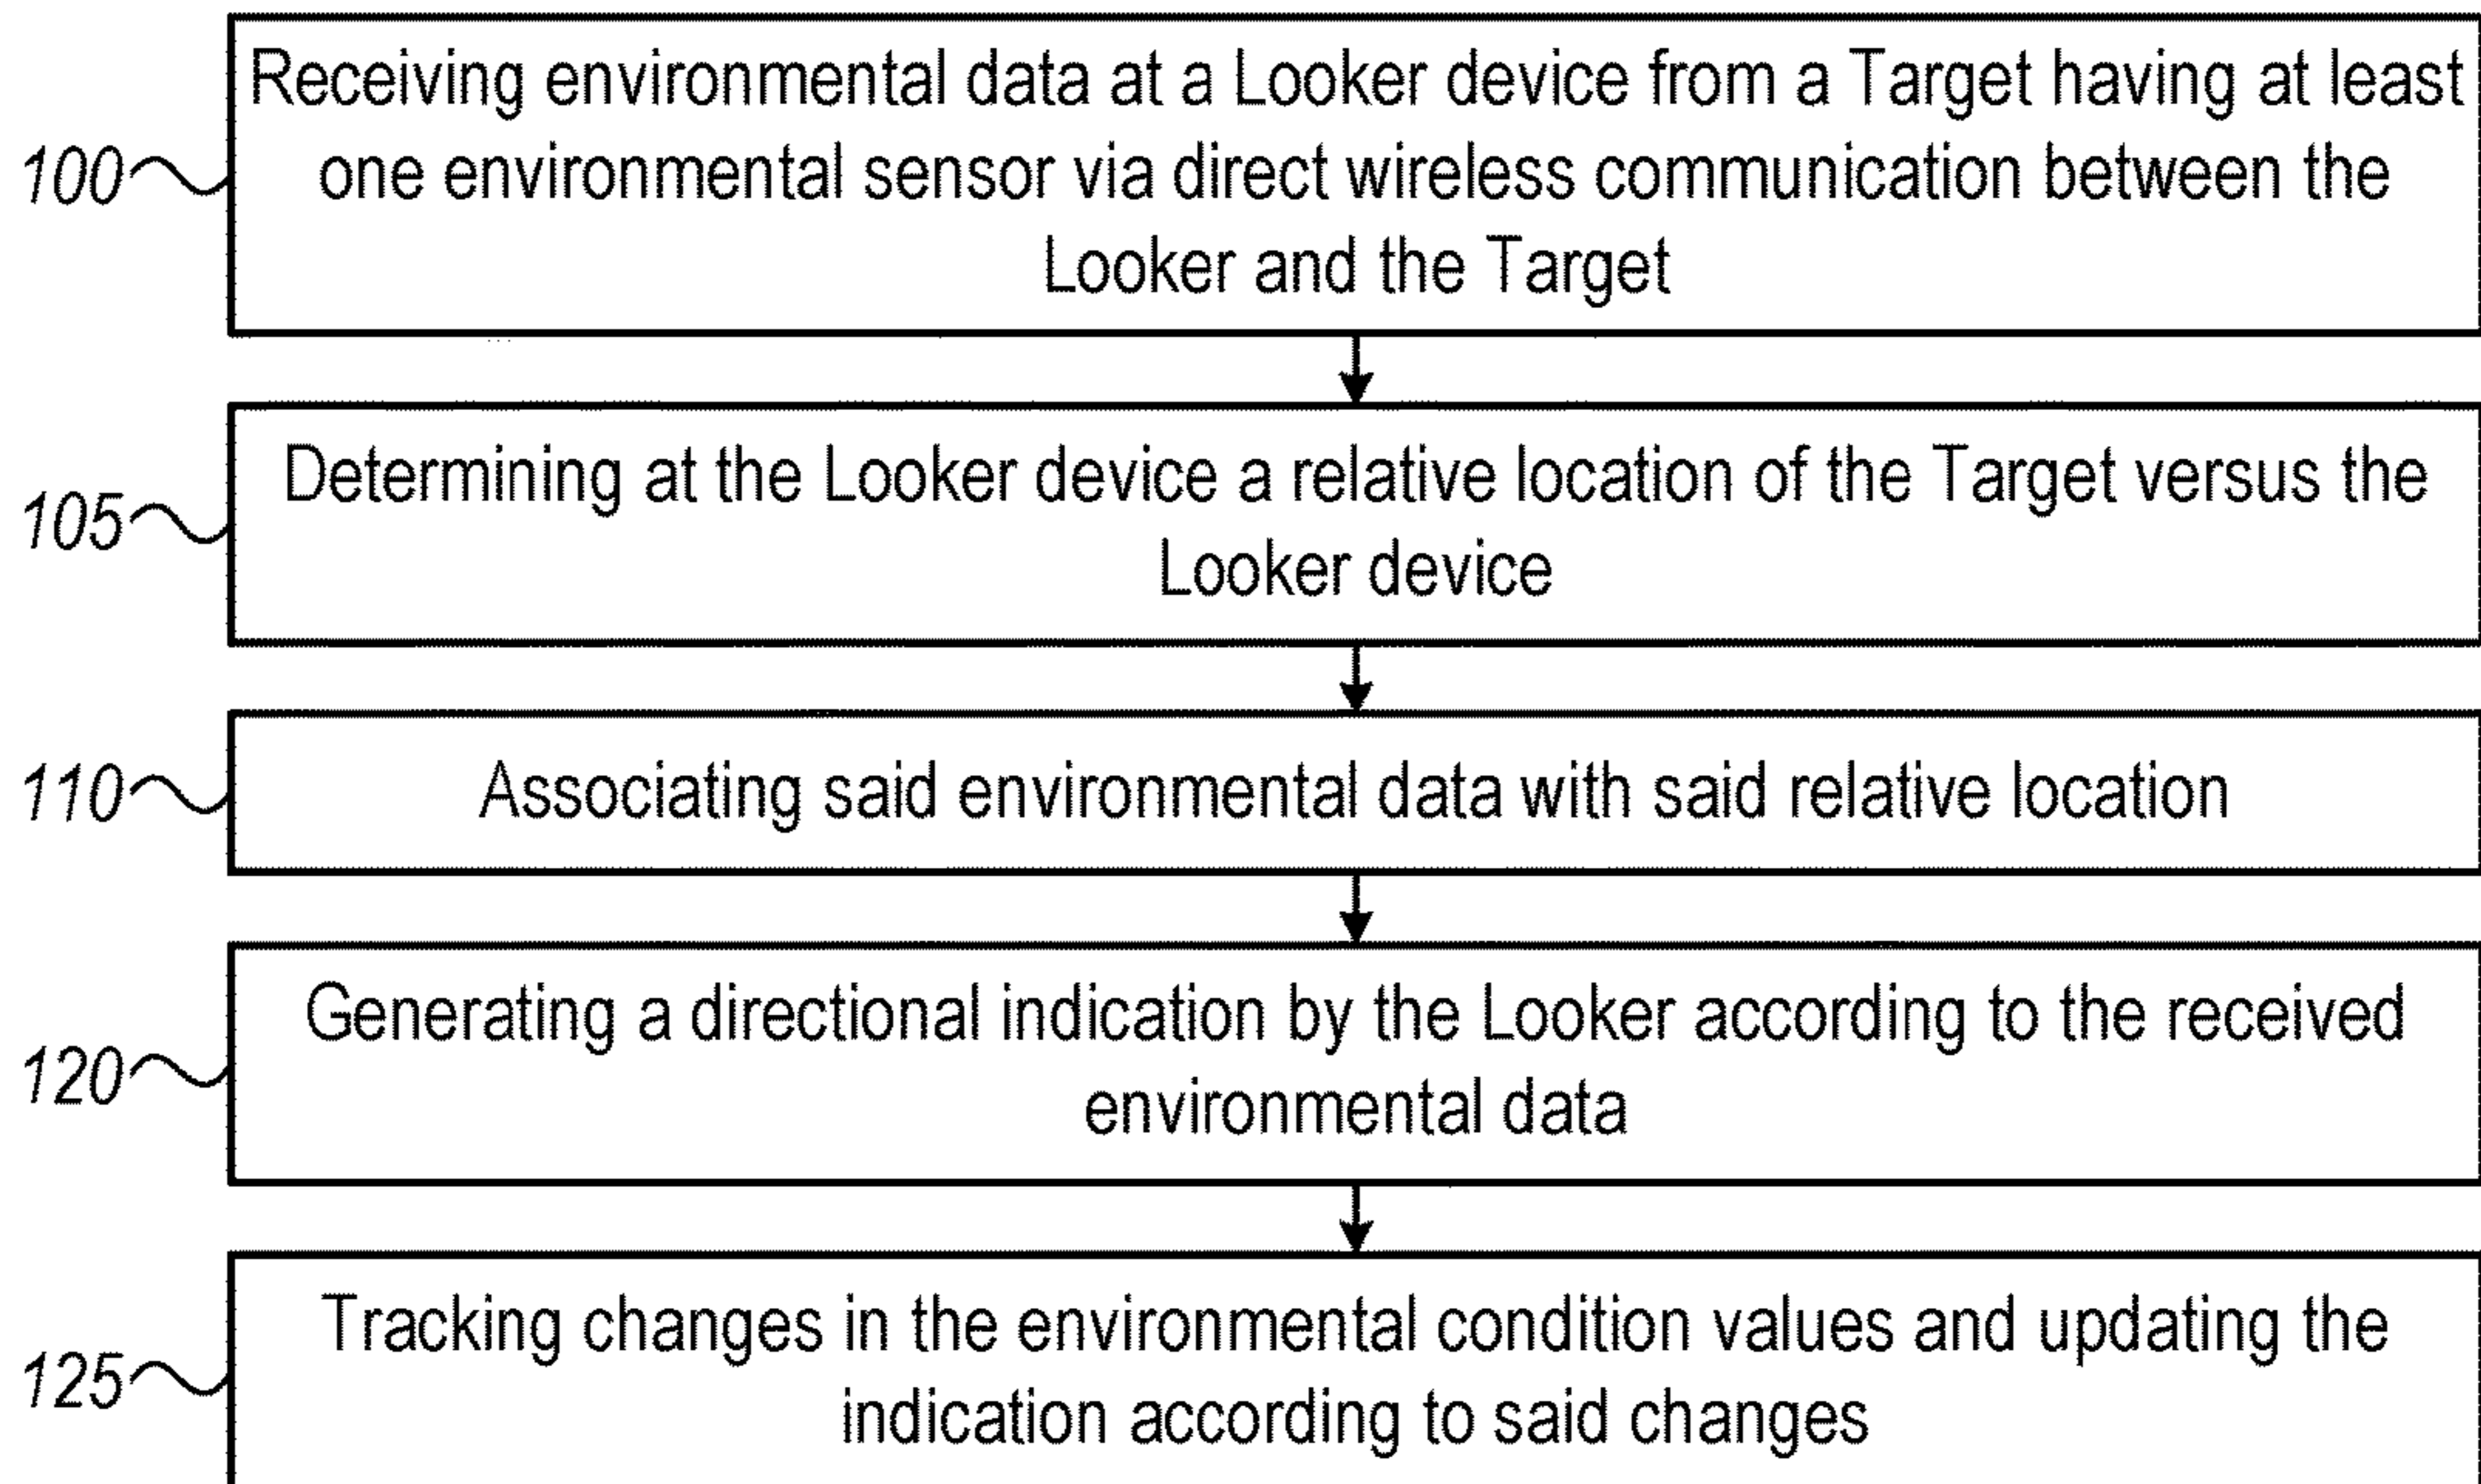 Receiving environmental data at a Looker device from a Target having at least
100
one environmental sensor via direct wireless communication between the
Looker and the Target
Determining at the Looker device a relative location of the Target versus the
105
Looker device
110
Associating said environmental data with said relative location
Generating a directional indication by the Looker according to the received
120
environmental data
Tracking changes in the environmental condition values and updating the
125
indication according to said changes